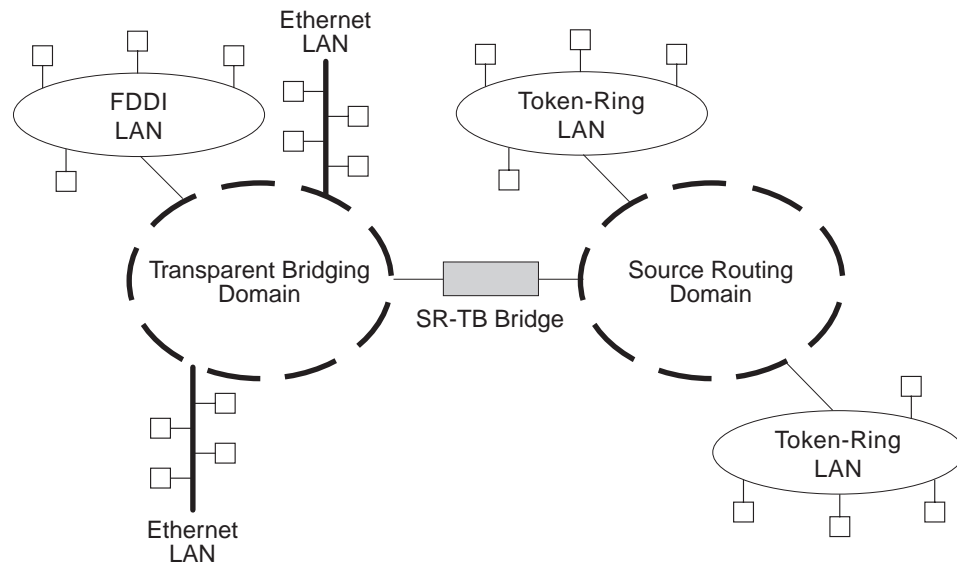 Ethernet
LAN
FDDI
LAN
Token-Ring
LAN
Transparent Bridging
Domain
SR-TB Bridge
Source Routing
Domain
Token-Ring
LAN
Ethernet
LAN